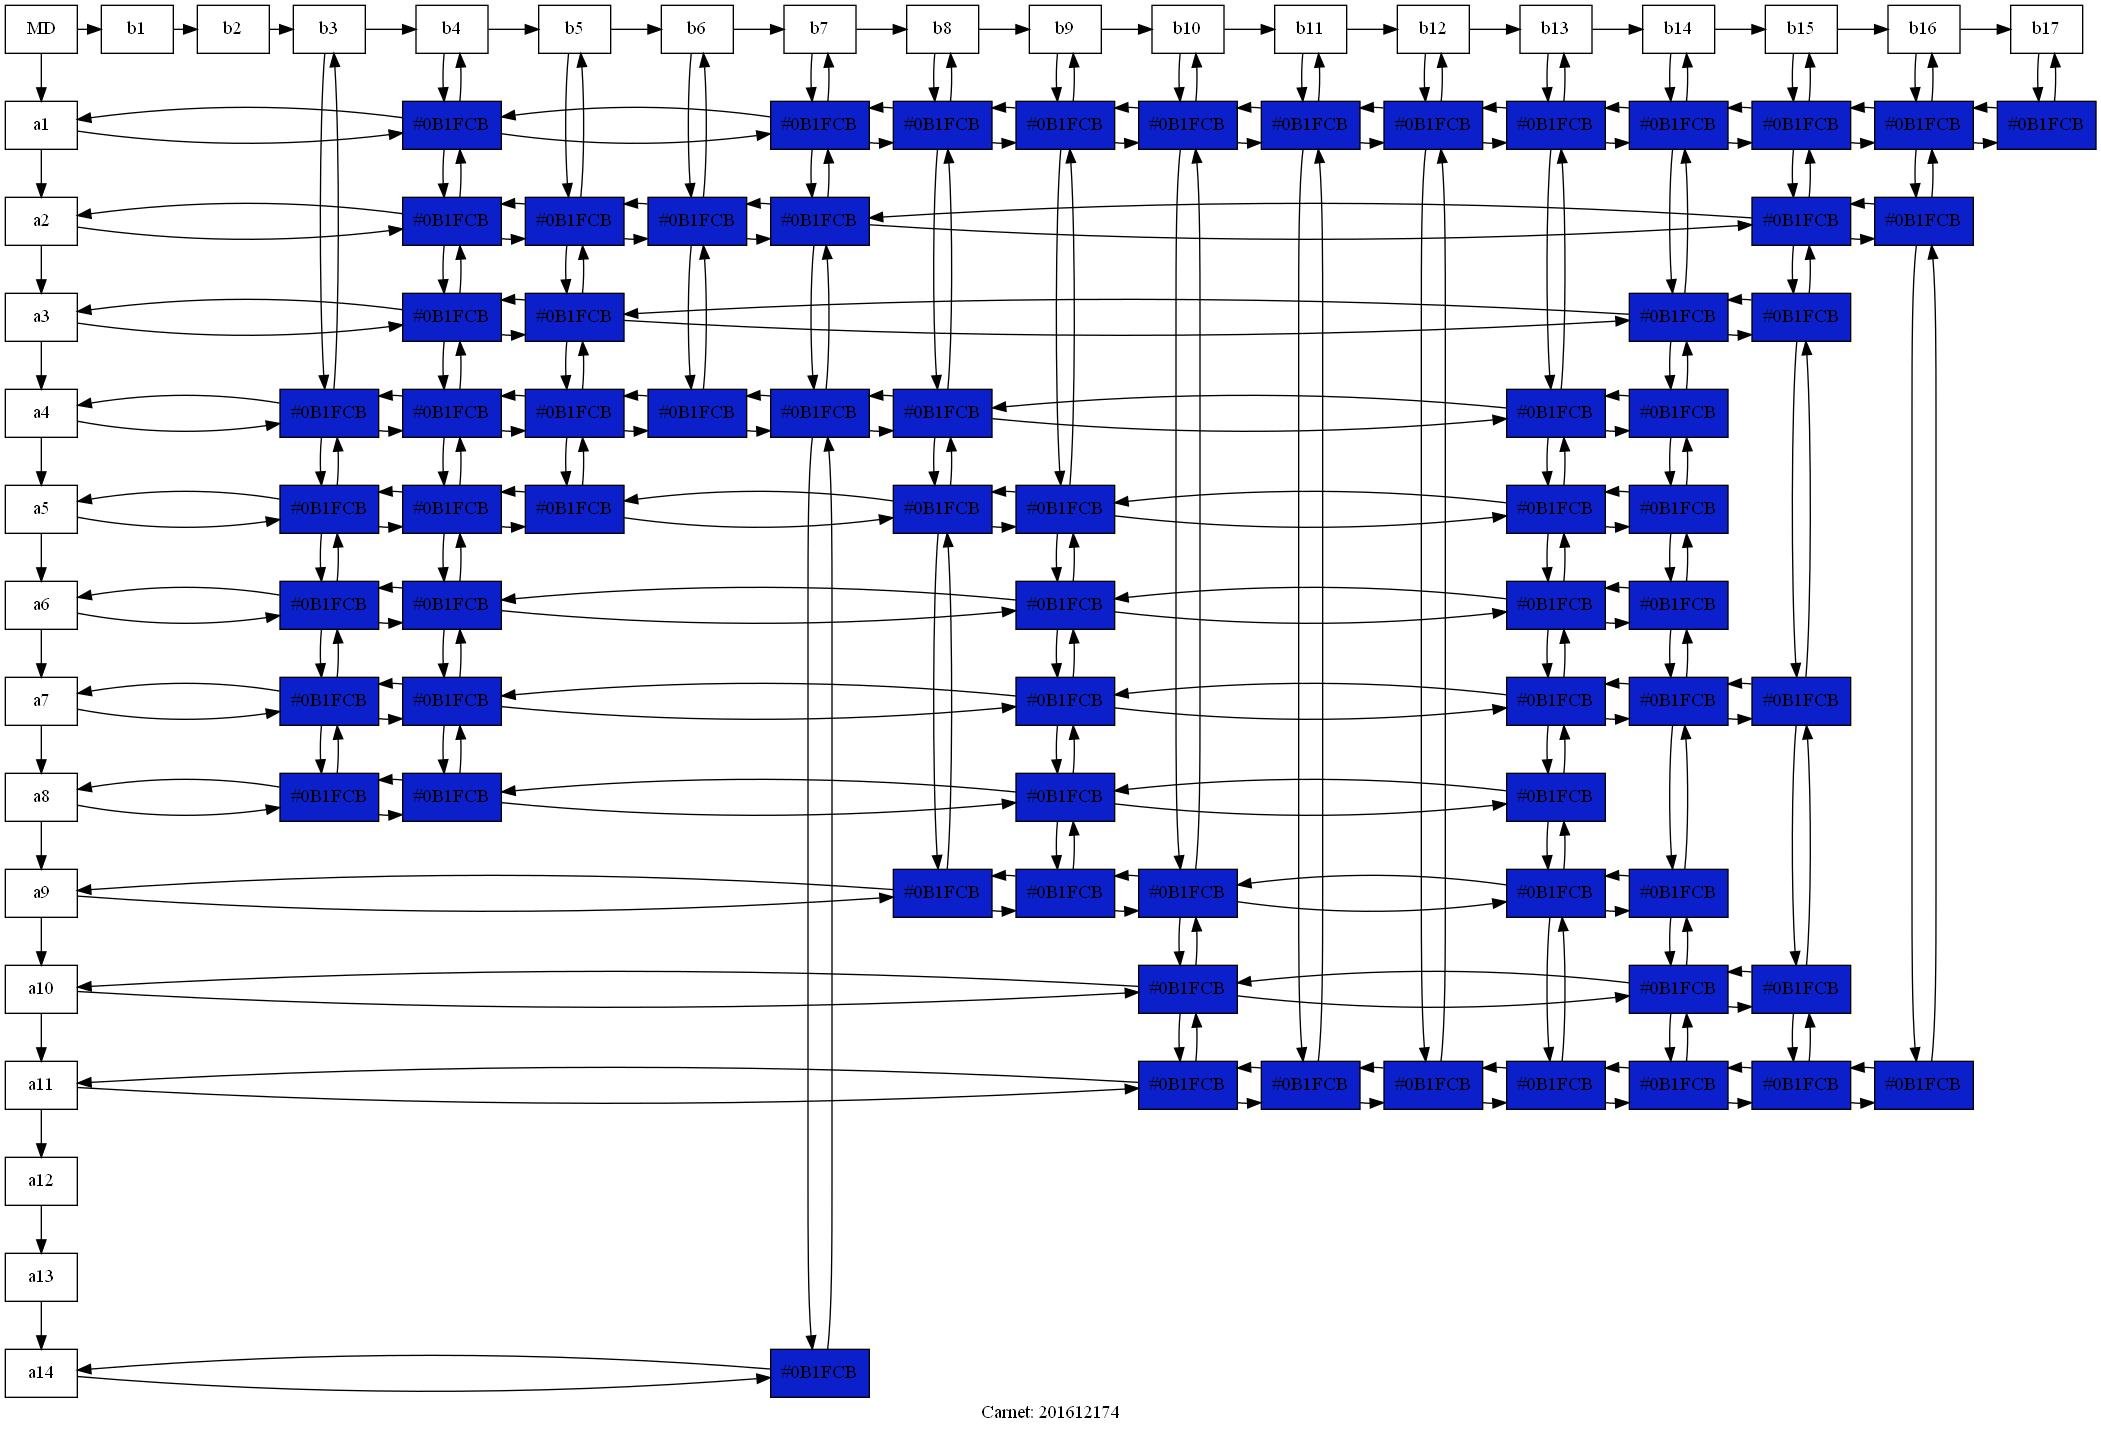 MD b1 b2 b3 b4 b5 b6 b7 b8 b9 b10 b11 b12 b13 b14 b15 b16 b17
a1 #0B1FCB #0B1FCB #0B1FCB #0B1FCB #0B1FCB #0B1FCB #0B1FCB #0B1FCB #0B1FCB #0B1FCB #0B1FCB #0B1FCB
a2 #0B1FCB #0B1FCB #0B1FCB #0B1FCB #0B1FCB #0B1FCB
a3 #0B1FCB #0B1FCB #0B1FCB #0B1FCB
a4 #0B1FCB #0B1FCB #0B1FCB #0B1FCB #0B1FCB #0B1FCB #0B1FCB #0B1FCB
a5 #0B1FCB #0B1FCB #0B1FCB #0B1FCB #0B1FCB #0B1FCB #0B1FCB
a6 #0B1FCB #0B1FCB #0B1FCB #0B1FCB #0B1FCB
a7 #0B1FCB #0B1FCB #0B1FCB #0B1FCB #0B1FCB #0B1FCB
a8 #0B1FCB #0B1FCB #0B1FCB #0B1FCB
a9 #0B1FCB #0B1FCB #0B1FCB #0B1FCB #0B1FCB
a10 #0B1FCB #0B1FCB #0B1FCB
a11 #0B1FCB #0B1FCB #0B1FCB #0B1FCB #0B1FCB #0B1FCB #0B1FCB
a12
a13
a14 #0B1FCB
Carnet: 201612174